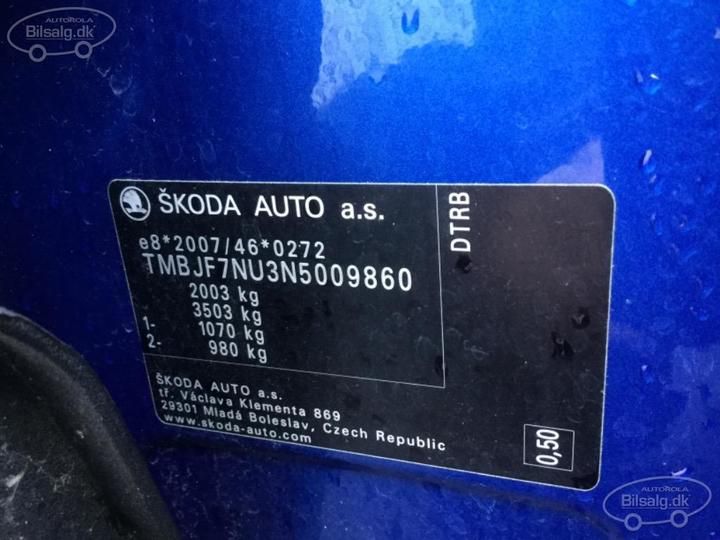 AUTOROLA
Bilsalg.dk
ŠKODA AUTO a.s.
e8*2007/46*0272
TMBJF7NU3N5009860
2003 kg
3503 kg
1- 1070 kg
2- 980 kg
DTRB
ŠKODA AUTO a.s.
tř. Václava Klementa 869
29301 Mladá Boleslav, Czech Republic
www.skoda-auto.com
0,50
AUTOROLA
Bilsalg.dk